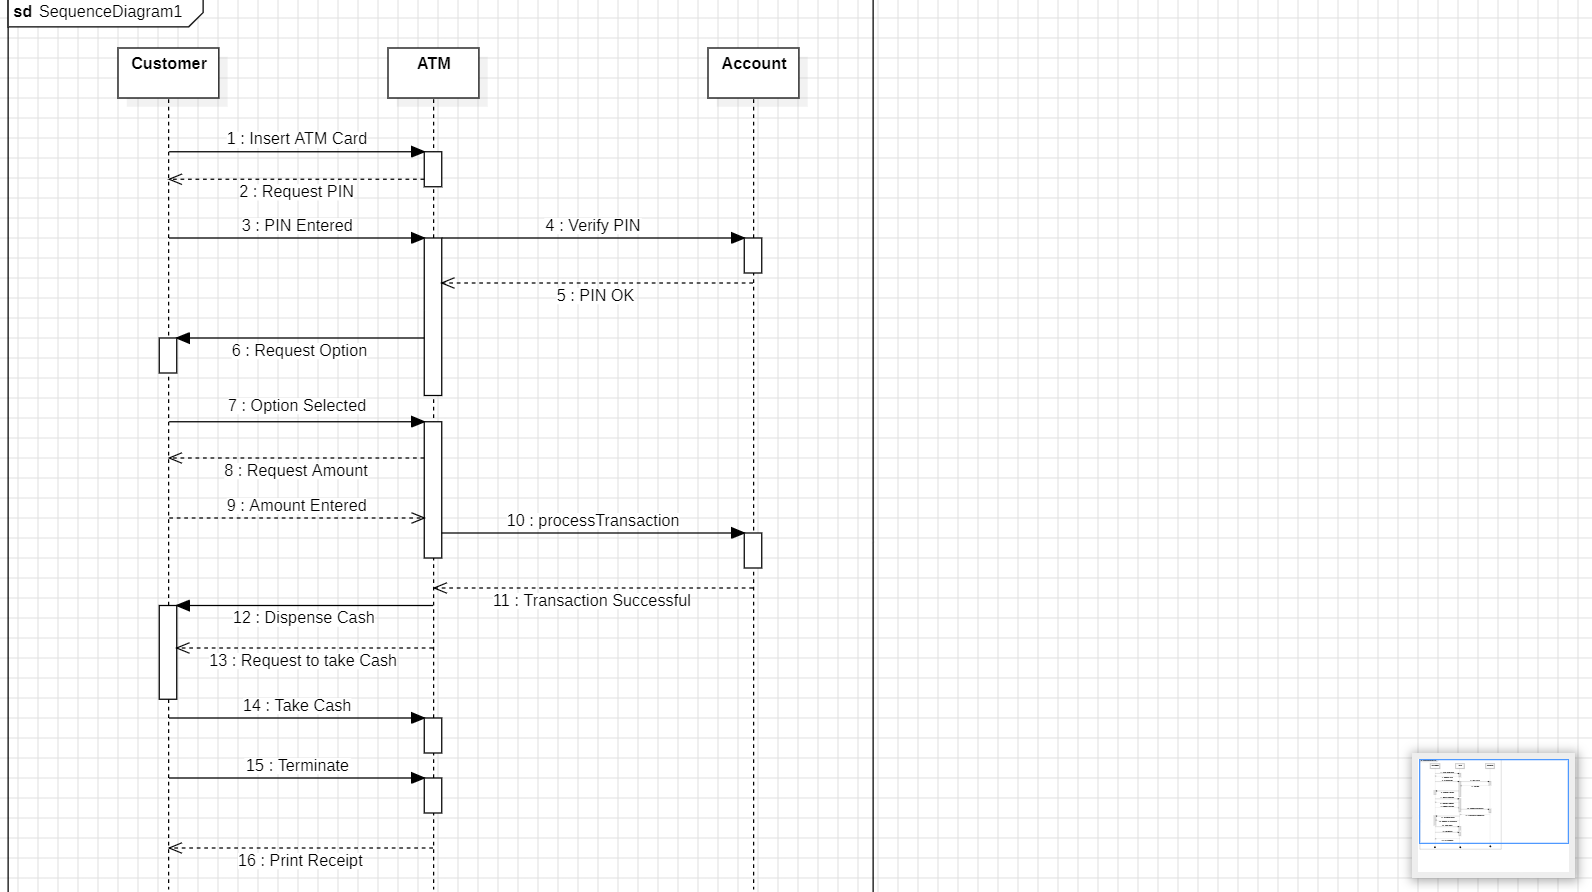 sd SequenceDiagram1
Customer
ATM
Account
1 : Insert ATM Card
2 : Request PIN
3 : PIN Entered
4 : Verify PIN
5 : PIN OK
6 : Request Option
7 : Option Selected
8 : Request Amount
9 : Amount Entered
10 : processTransaction
11 : Transaction Successful
12 : Dispense Cash
13 : Request to take Cash
14 : Take Cash
15 : Terminate
16 : Print Receipt